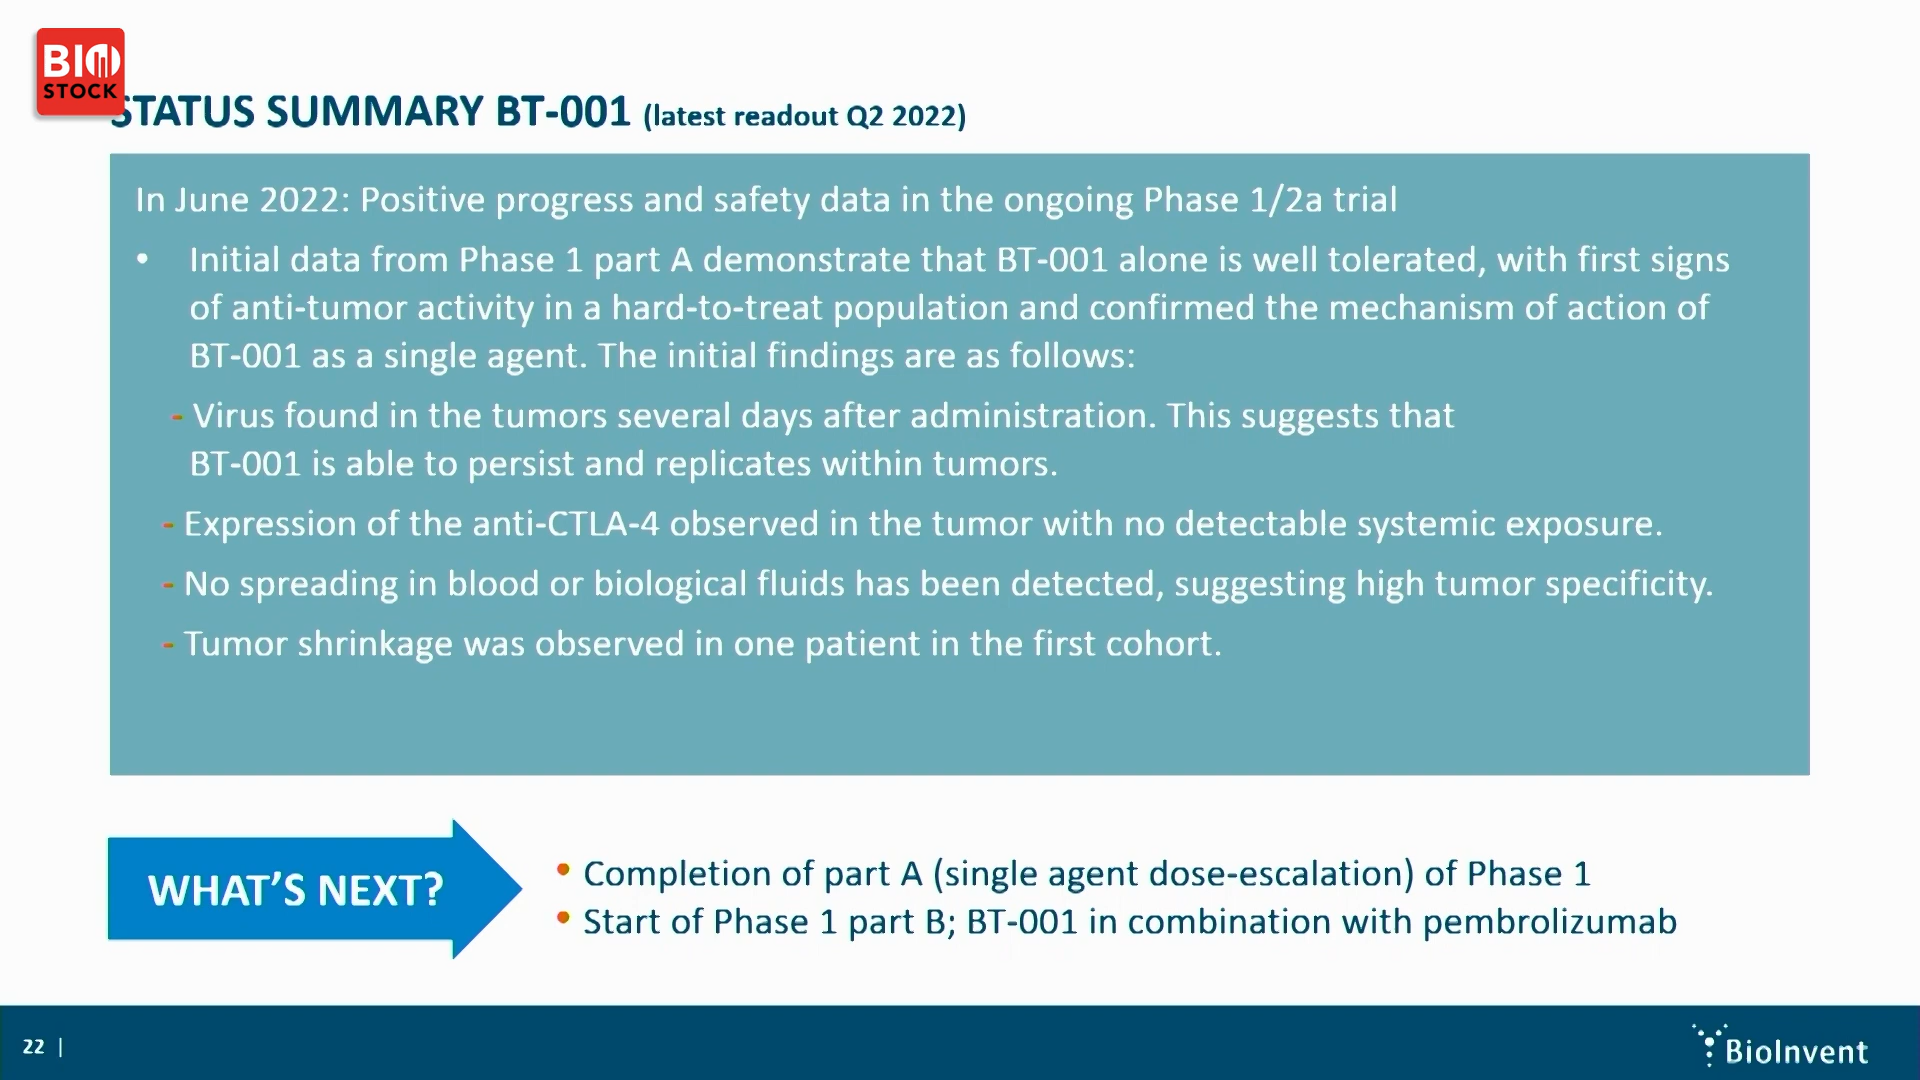 BIO
STOCK
STATUS SUMMARY BT-001 (latest readout Q2 2022)
In June 2022: Positive progress and safety data in the ongoing Phase 1/2a trial
• Initial data from Phase 1 part A demonstrate that BT-001 alone is well tolerated, with first signs
of anti-tumor activity in a hard-to-treat population and confirmed the mechanism of action of
BT-001 as a single agent. The initial findings are as follows:
- Virus found in the tumors several days after administration. This suggests that
BT-001 is able to persist and replicates within tumors.
- Expression of the anti-CTLA-4 observed in the tumor with no detectable systemic exposure.
- No spreading in blood or biological fluids has been detected, suggesting high tumor specificity.
- Tumor shrinkage was observed in one patient in the first cohort.
WHAT’S NEXT?
• Completion of part A (single agent dose-escalation) of Phase 1
• Start of Phase 1 part B; BT-001 in combination with pembrolizumab
22 |
BioInvent